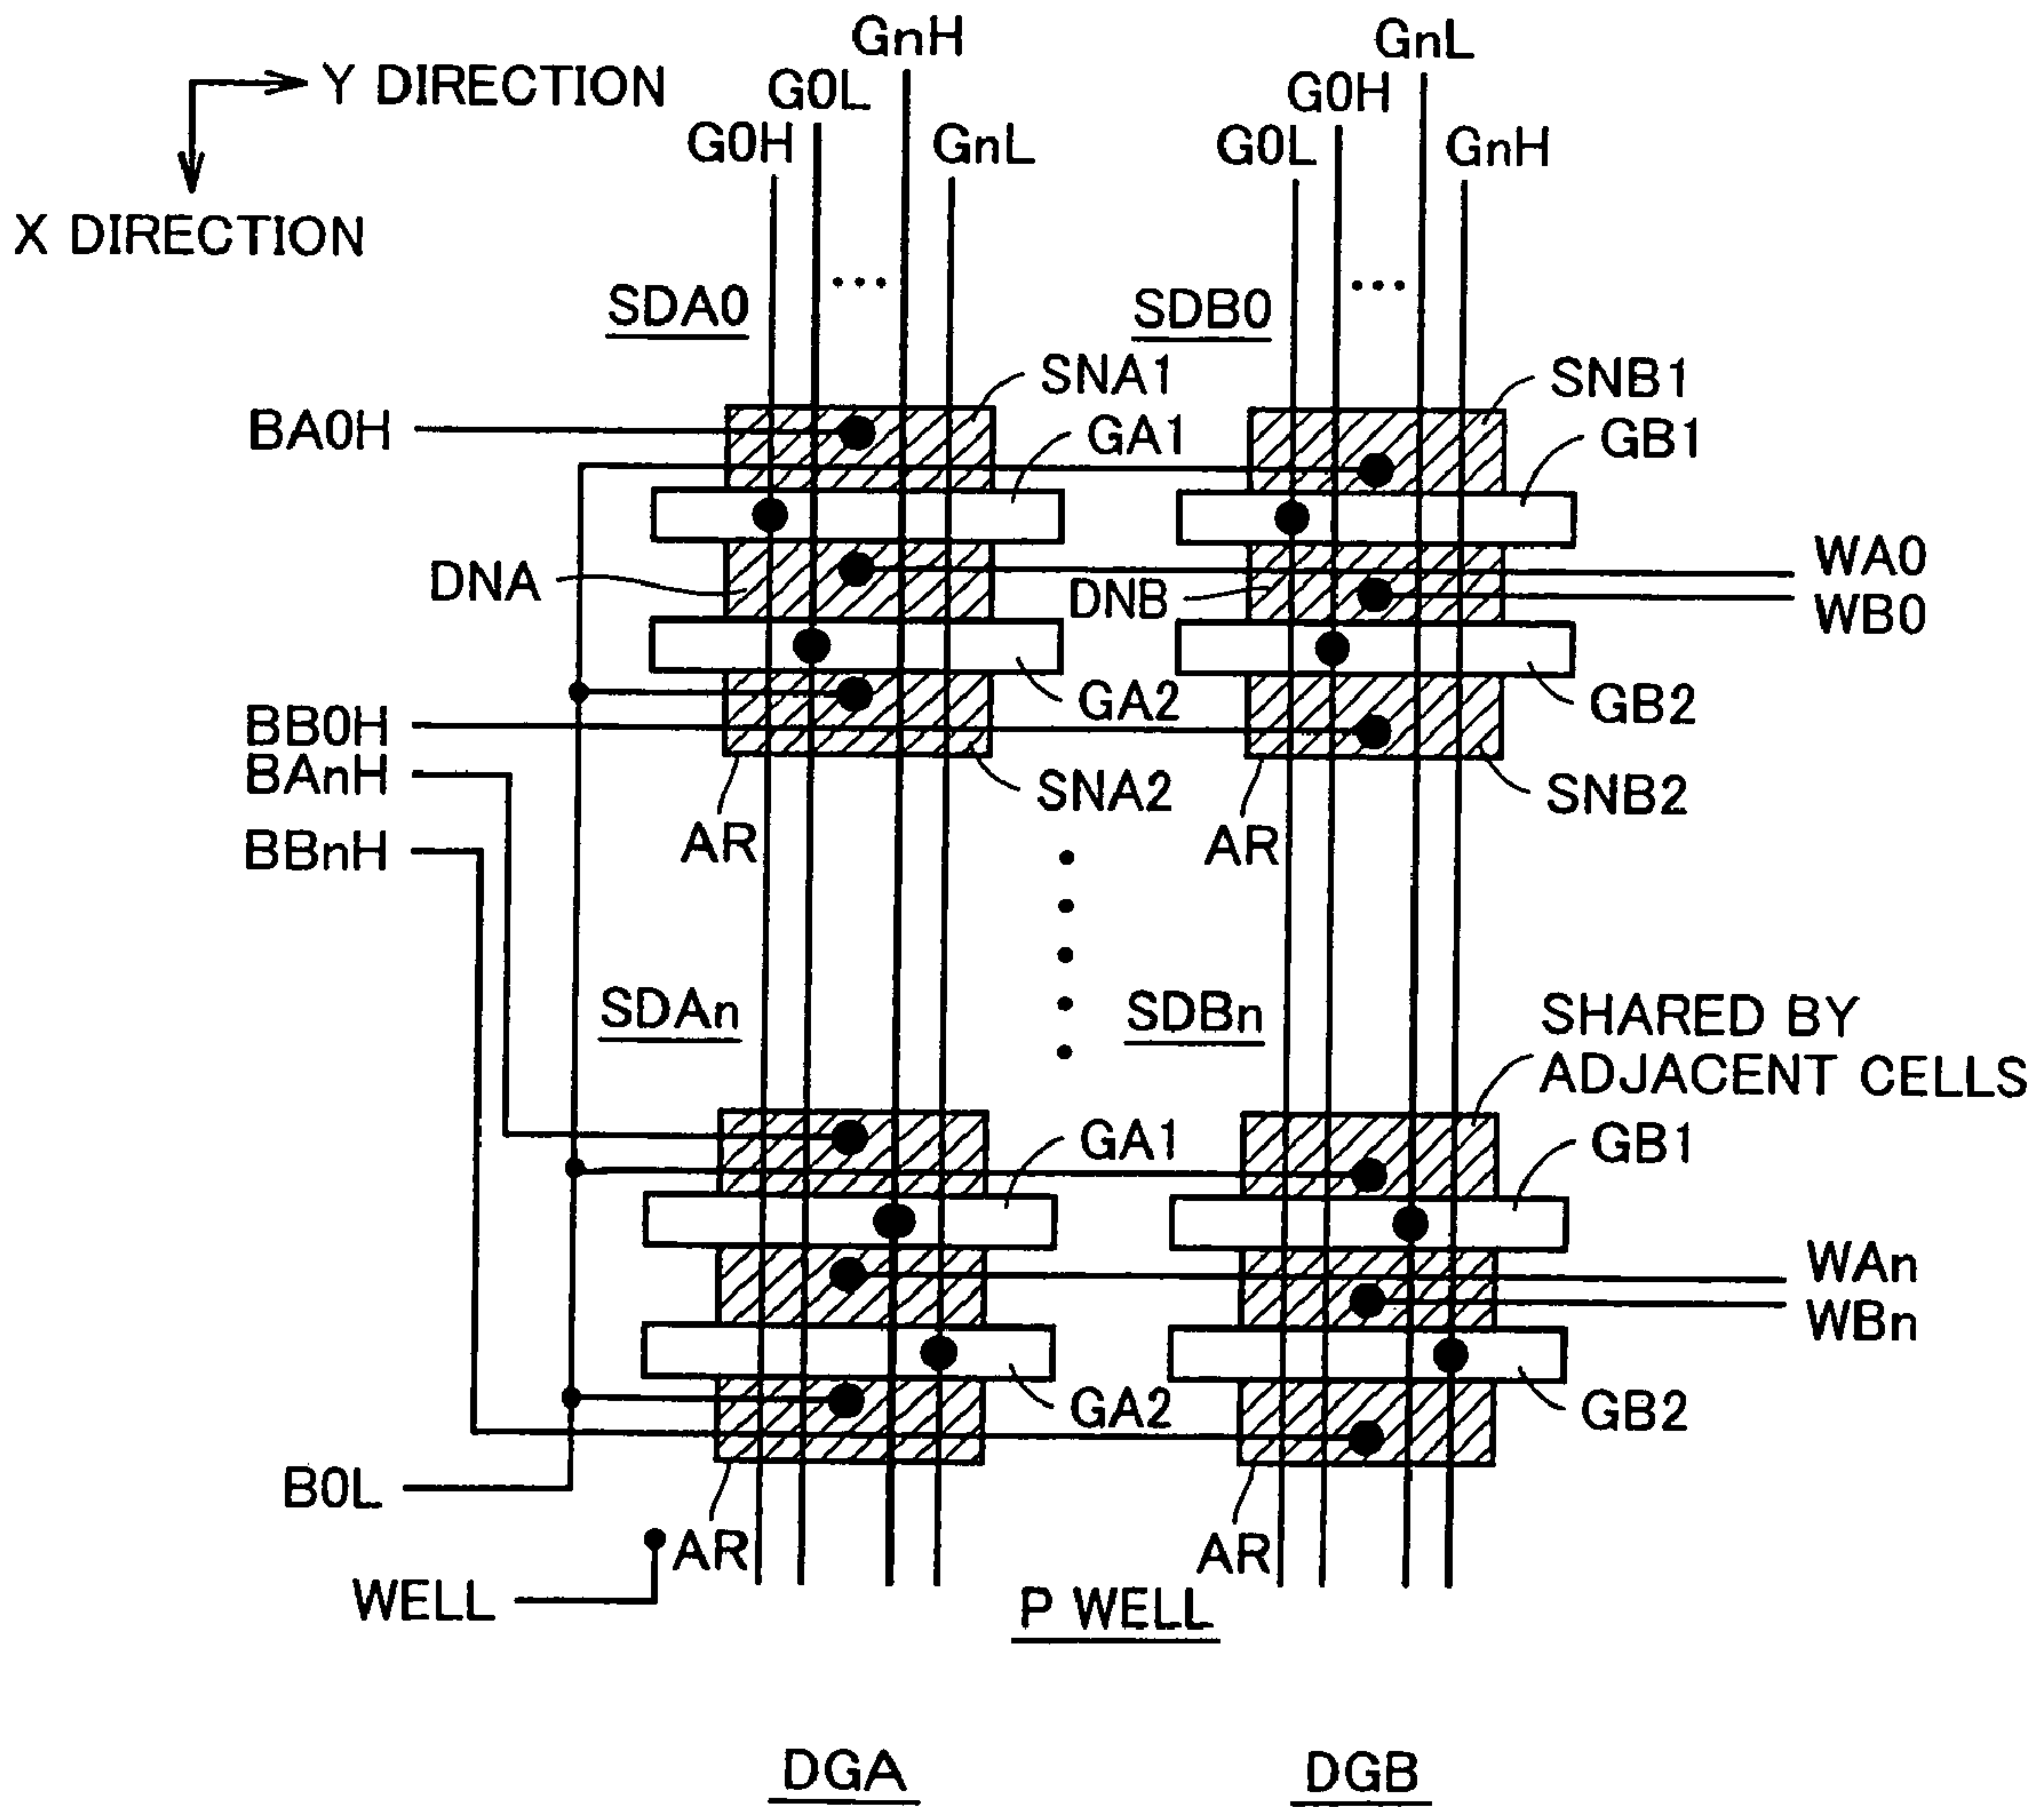 GnH
GnL
Y DIRECTION
G0L
G0H
G0H
GnL
G0L
GnH
X DIRECTION
SDA0
...
SDB0
...
SNA1
SNB1
BA0H
GA1
GB1
DNA
DNB
WA0
WB0
GA2
GB2
BB0H
BAnH
SNA2
SNB2
BBnH
AR
AR
SDAn
SDBn
SHARED BY
ADJACENT CELLS
GA1
GB1
WAn
WBn
GA2
GB2
B0L
AR
AR
WELL
P WELL
DGA
DGB